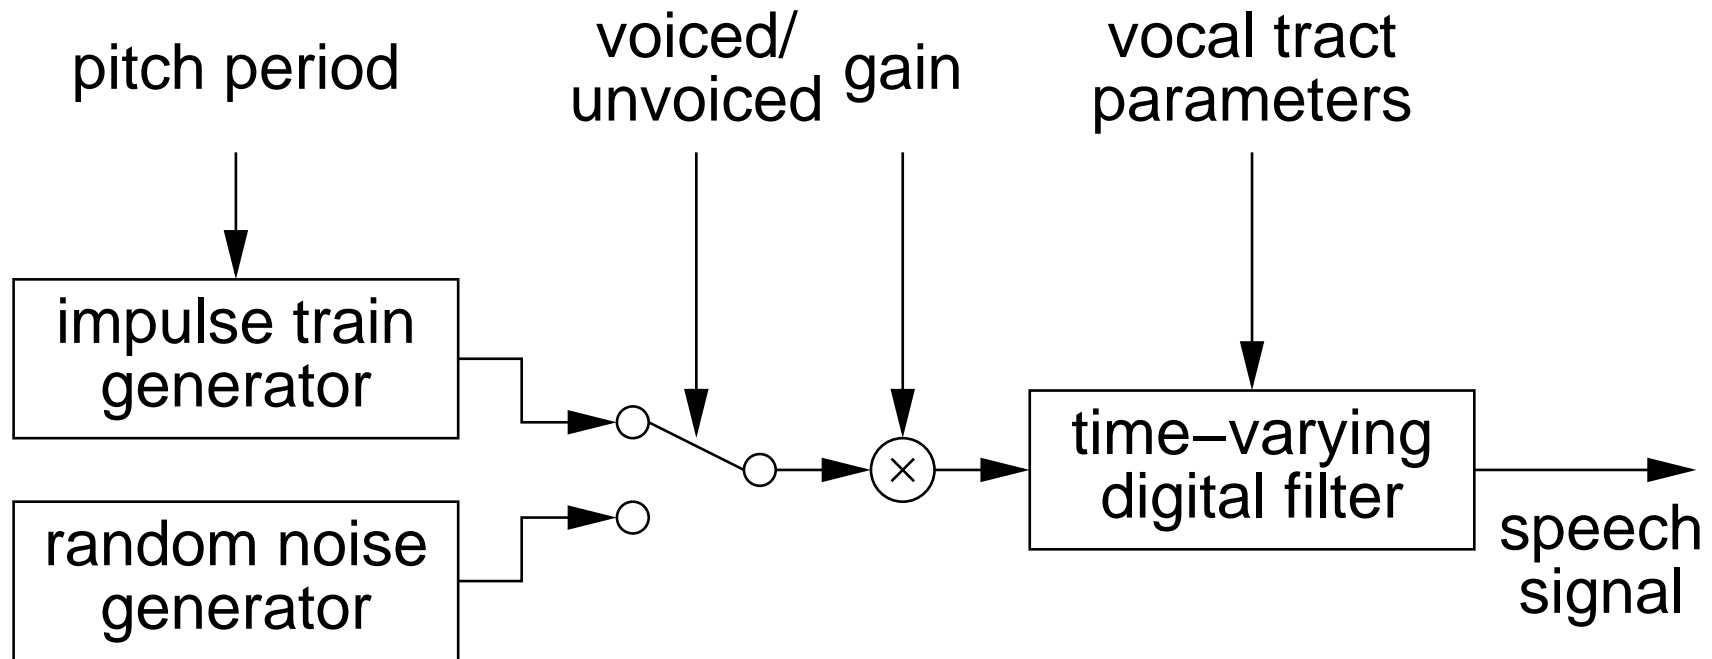 pitch period
voiced/
unvoiced
gain
vocal tract
parameters
impulse train
generator
time–varying
digital filter
random noise
generator
speech
signal